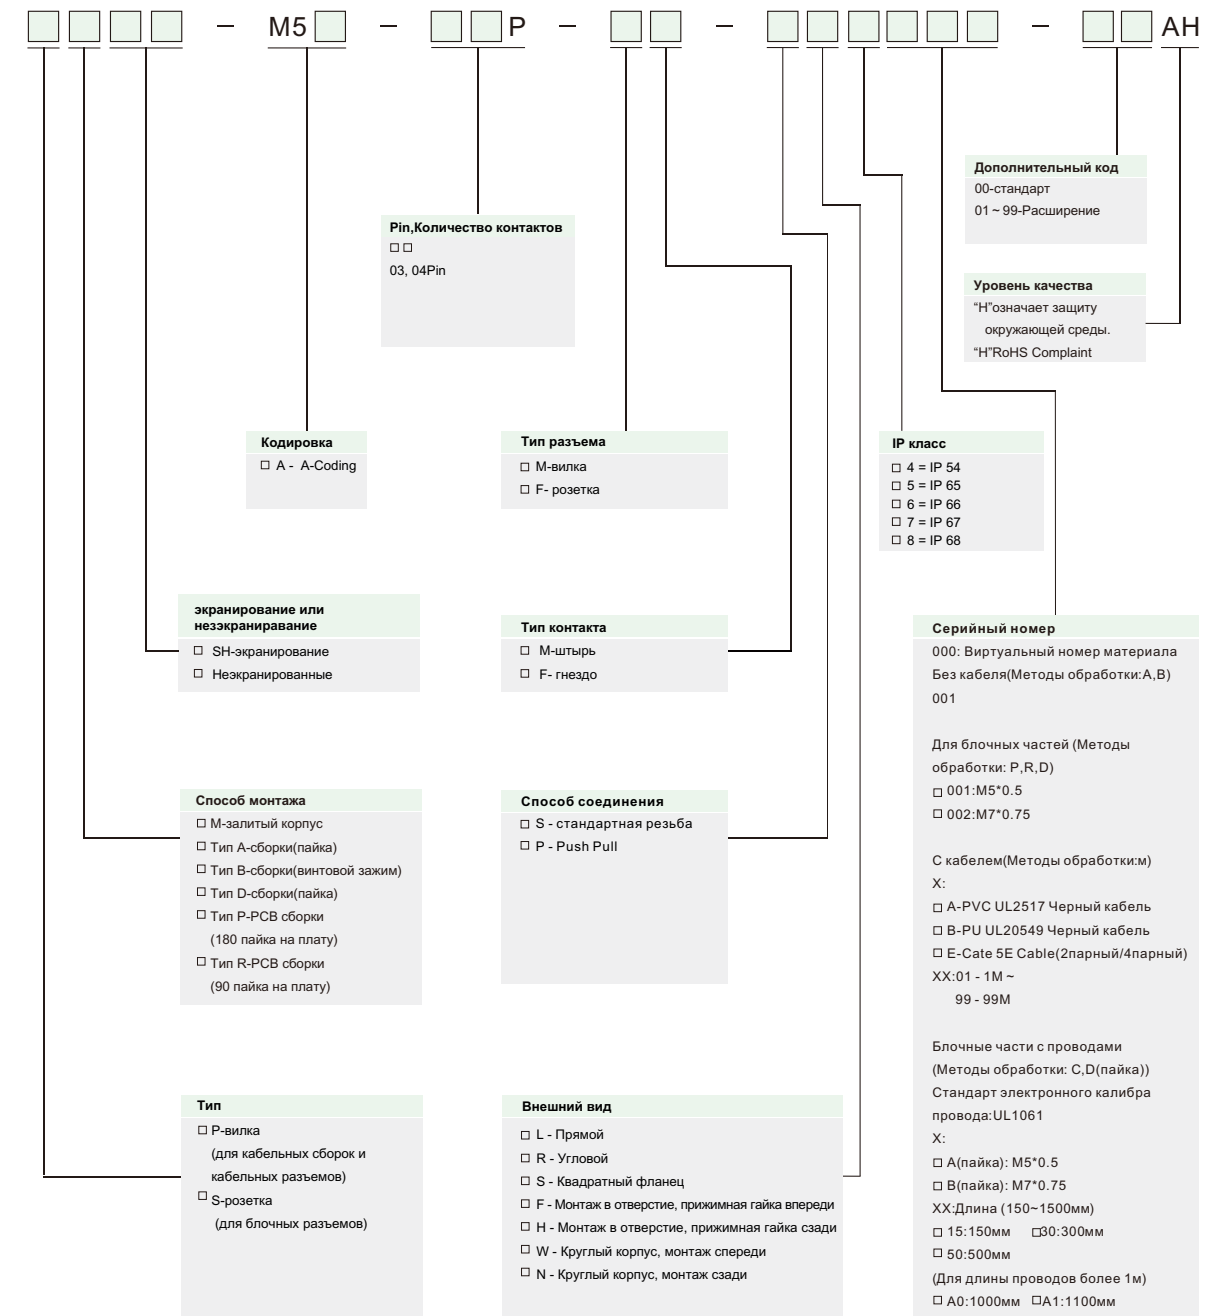 – M5 – P – – – AH
Дополнительный код
00-стандарт
01 ~ 99-Расширение
Pin,Количество контактов
□ □
03, 04Pin
Уровень качества
“H”означает защиту
окружающей среды.
“H”RoHS Complaint
Кодировка
□ A - A-Coding
Тип разъема
□ M-вилка
□ F- розетка
IP класс
□ 4 = IP 54
□ 5 = IP 65
□ 6 = IP 66
□ 7 = IP 67
□ 8 = IP 68
экранирование или
незэкраниравание
□ SH-экранирование
□ Неэкранированные
Тип контакта
□ M-штырь
□ F- гнездо
Способ монтажа
□ M-залитый корпус
□ Тип A-сборки(пайка)
□ Тип B-сборки(винтовой зажим)
□ Тип D-сборки(пайка)
□ Тип P-PCB сборки
(180 пайка на плату)
□ Тип R-PCB сборки
(90 пайка на плату)
Способ соединения
□ S - стандартная резьба
□ P - Push Pull
Тип
□ P-вилка
(для кабельных сборок и
кабельных разъемов)
□ S-розетка
(для блочных разъемов)
Внешний вид
□ L - Прямой
□ R - Угловой
□ S - Квадратный фланец
□ F - Монтаж в отверстие, прижимная гайка впереди
□ H - Монтаж в отверстие, прижимная гайка сзади
□ W - Круглый корпус, монтаж спереди
□ N - Круглый корпус, монтаж сзади
Серийный номер
000: Виртуальный номер материала
Без кабеля(Методы обработки:A,B)
001
Для блочных частей (Методы
обработки: P,R,D)
□ 001:M5*0.5
□ 002:M7*0.75
С кабелем(Методы обработки:м)
X:
□ A-PVC UL2517 Черный кабель
□ B-PU UL20549 Черный кабель
□ E-Cate 5E Cable(2парный/4парный)
XX:01 - 1M ~
99 - 99M
Блочные части с проводами
(Методы обработки: C,D(пайка))
Стандарт электронного калибра
провода:UL1061
X:
□ A(пайка): M5*0.5
□ B(пайка): M7*0.75
XX:Длина (150~1500мм)
□ 15:150мм □30:300мм
□ 50:500мм
(Для длины проводов более 1м)
□ A0:1000мм □A1:1100мм